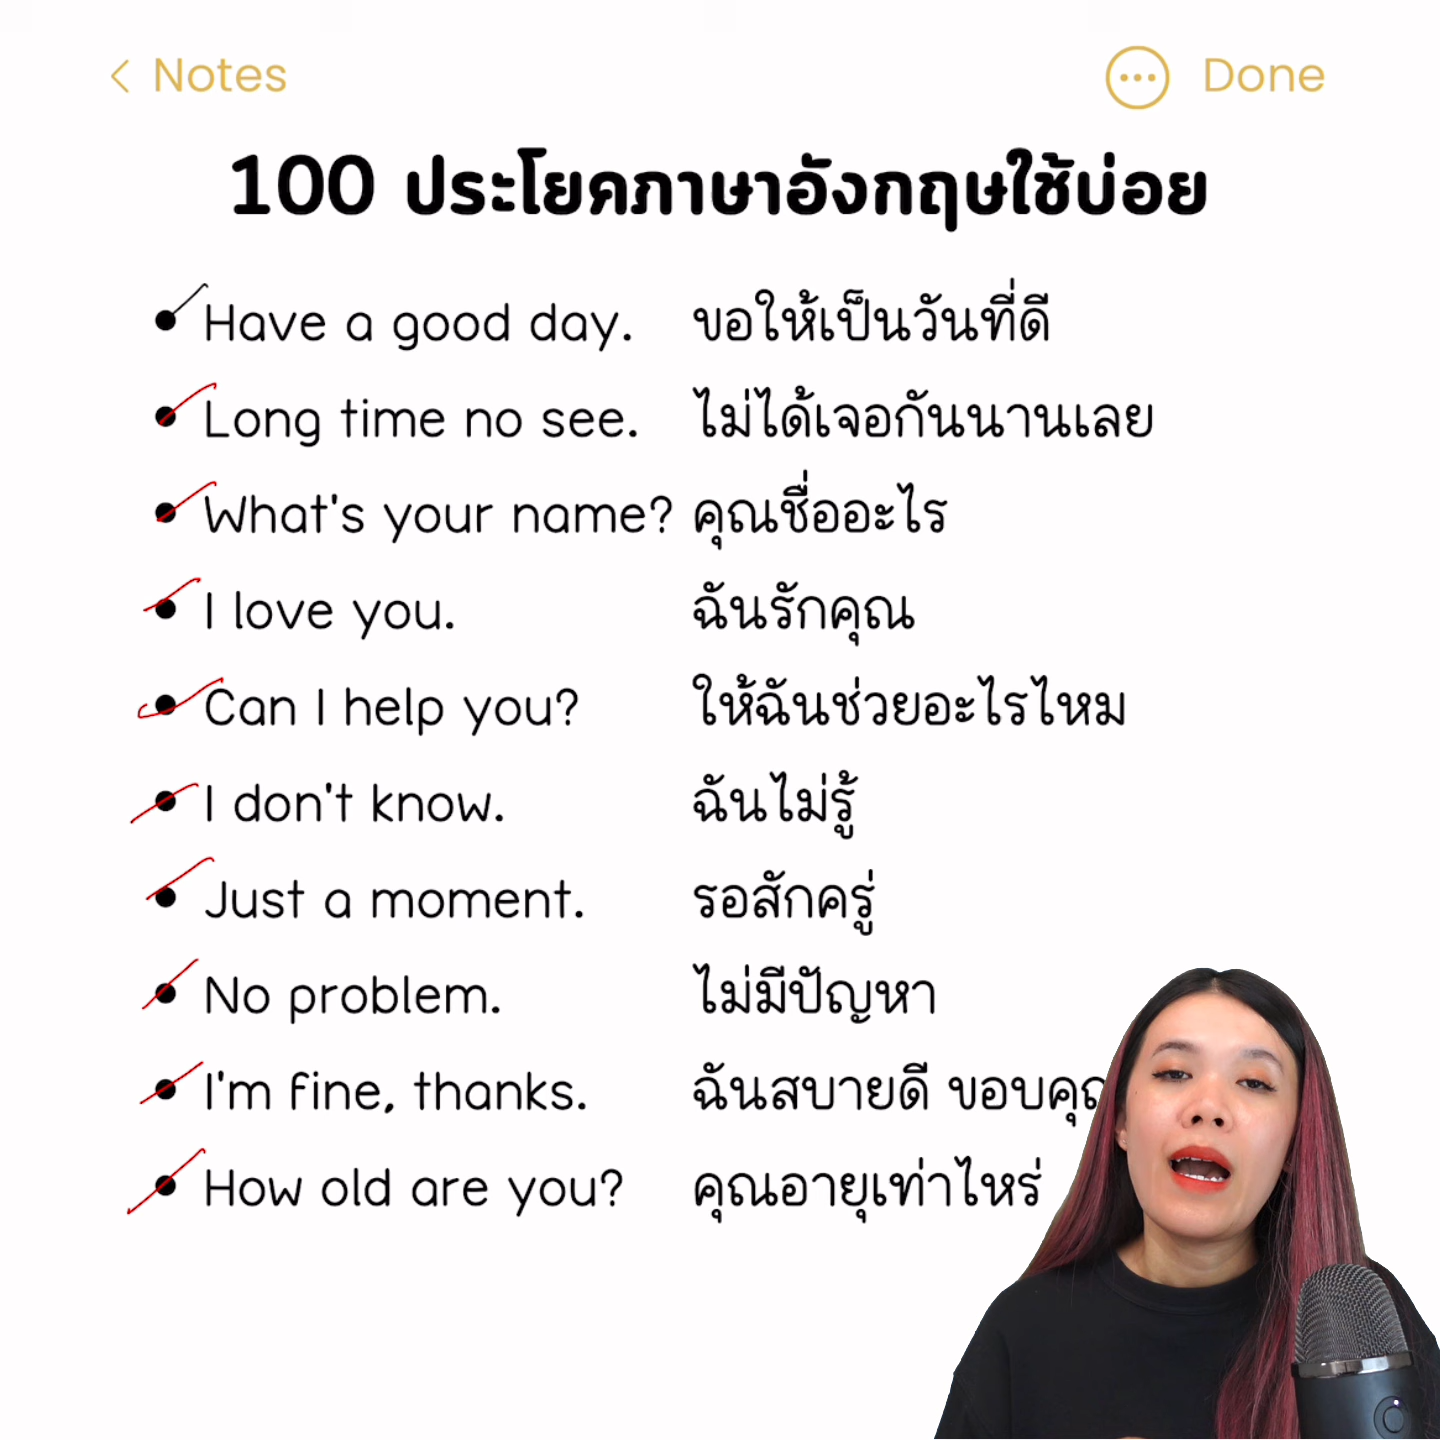 Notes Done
100 ประโยคภาษาอังกฤษใช้บ่อย
Have a good day. ขอให้เป็นวันที่ดี
Long time no see. ไม่ได้เจอกันนานเลย
What's your name? คุณชื่ออะไร
I love you. ฉันรักคุณ
Can I help you? ให้ฉันช่วยอะไรไหม
I don't know. ฉันไม่รู้
Just a moment. รอสักครู่
No problem. ไม่มีปัญหา
I'm fine, thanks. ฉันสบายดี ขอบคุณ
How old are you? คุณอายุเท่าไหร่